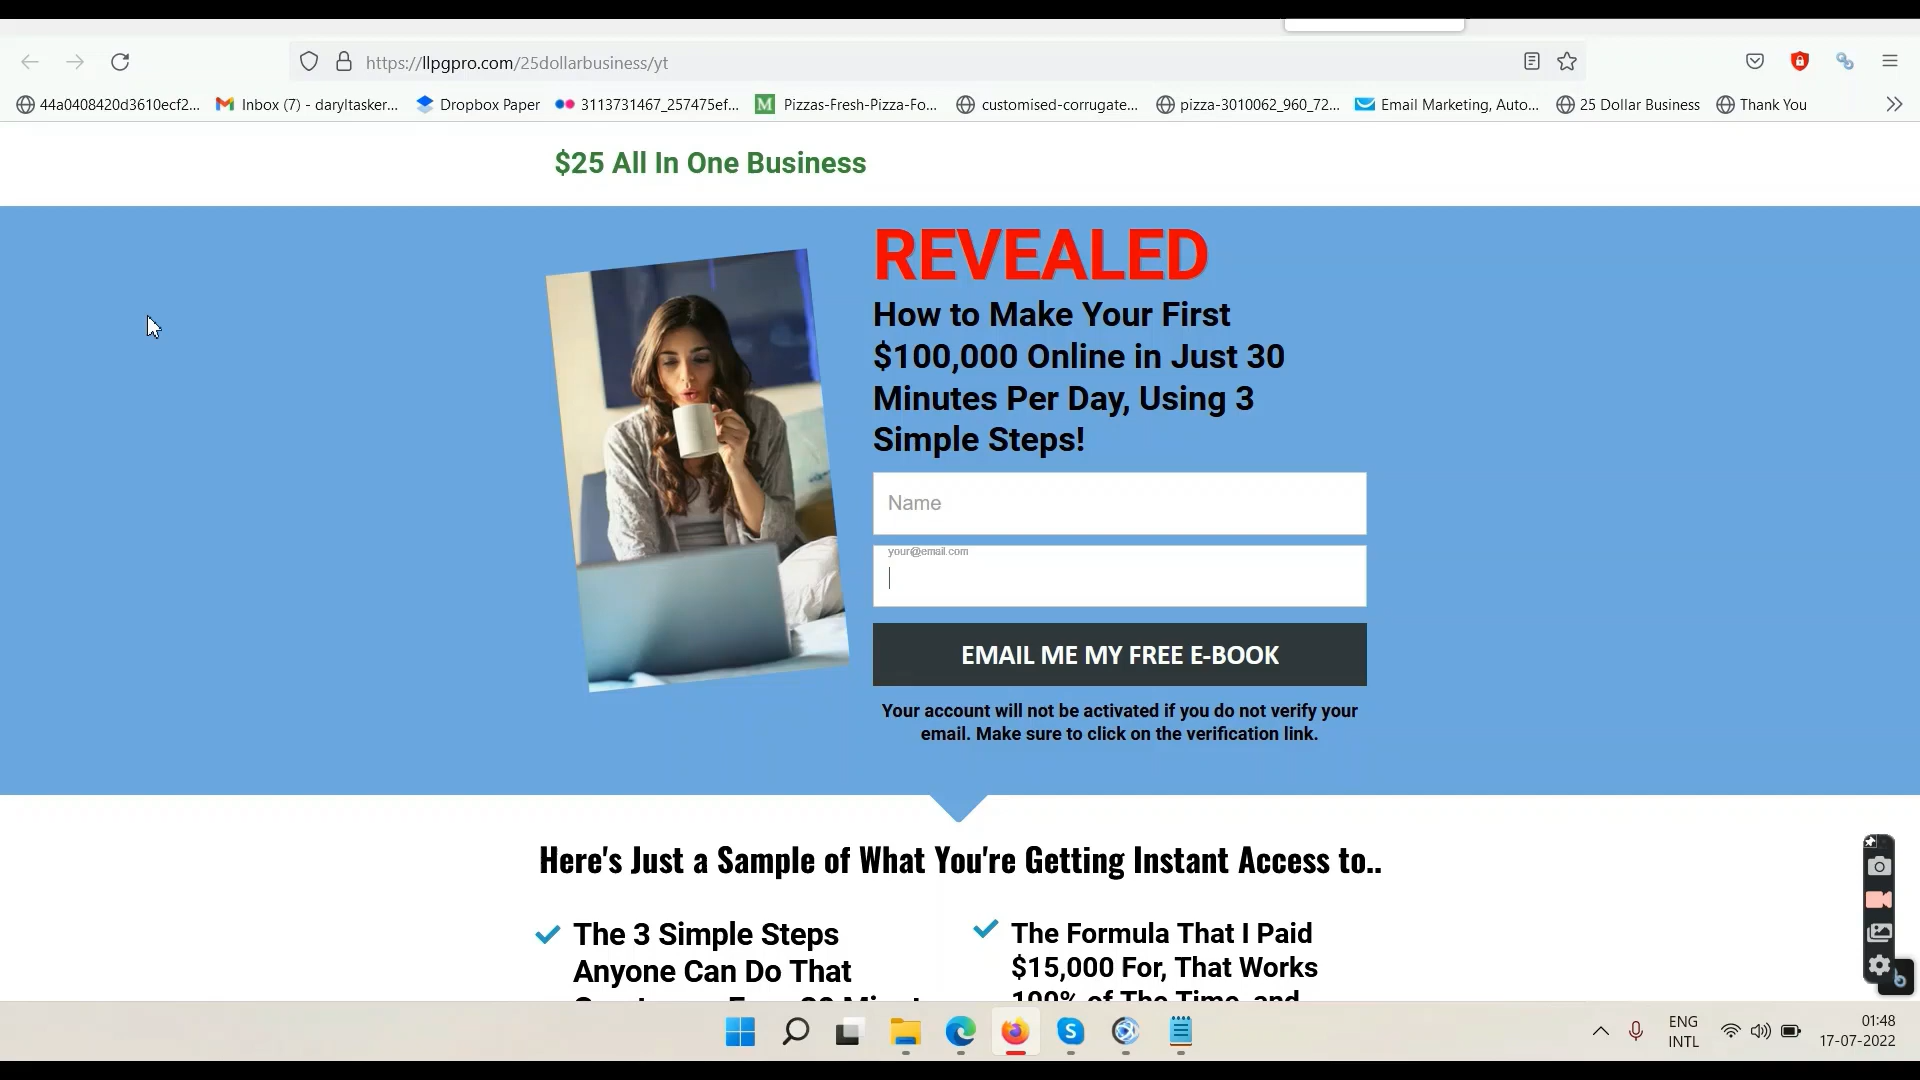 https://llpgpro.com/25dollarbusiness/yt
44a0408420d3610ecf2... Inbox (7) - daryltasker... Dropbox Paper 3113731467_257475ef... M Pizzas-Fresh-Pizza-Fo... customised-corrugate... pizza-3010062_960_72... Email Marketing, Auto... 25 Dollar Business Thank You
$25 All In One Business
REVEALED
How to Make Your First
$100,000 Online in Just 30
Minutes Per Day, Using 3
Simple Steps!
Name
your@email.com
EMAIL ME MY FREE E-BOOK
Your account will not be activated if you do not verify your
email. Make sure to click on the verification link.
Here's Just a Sample of What You're Getting Instant Access to..
The 3 Simple Steps
Anyone Can Do That
The Formula That I Paid
$15,000 For, That Works
100% of The Time, and
ENG
INTL
01:48
17-07-2022